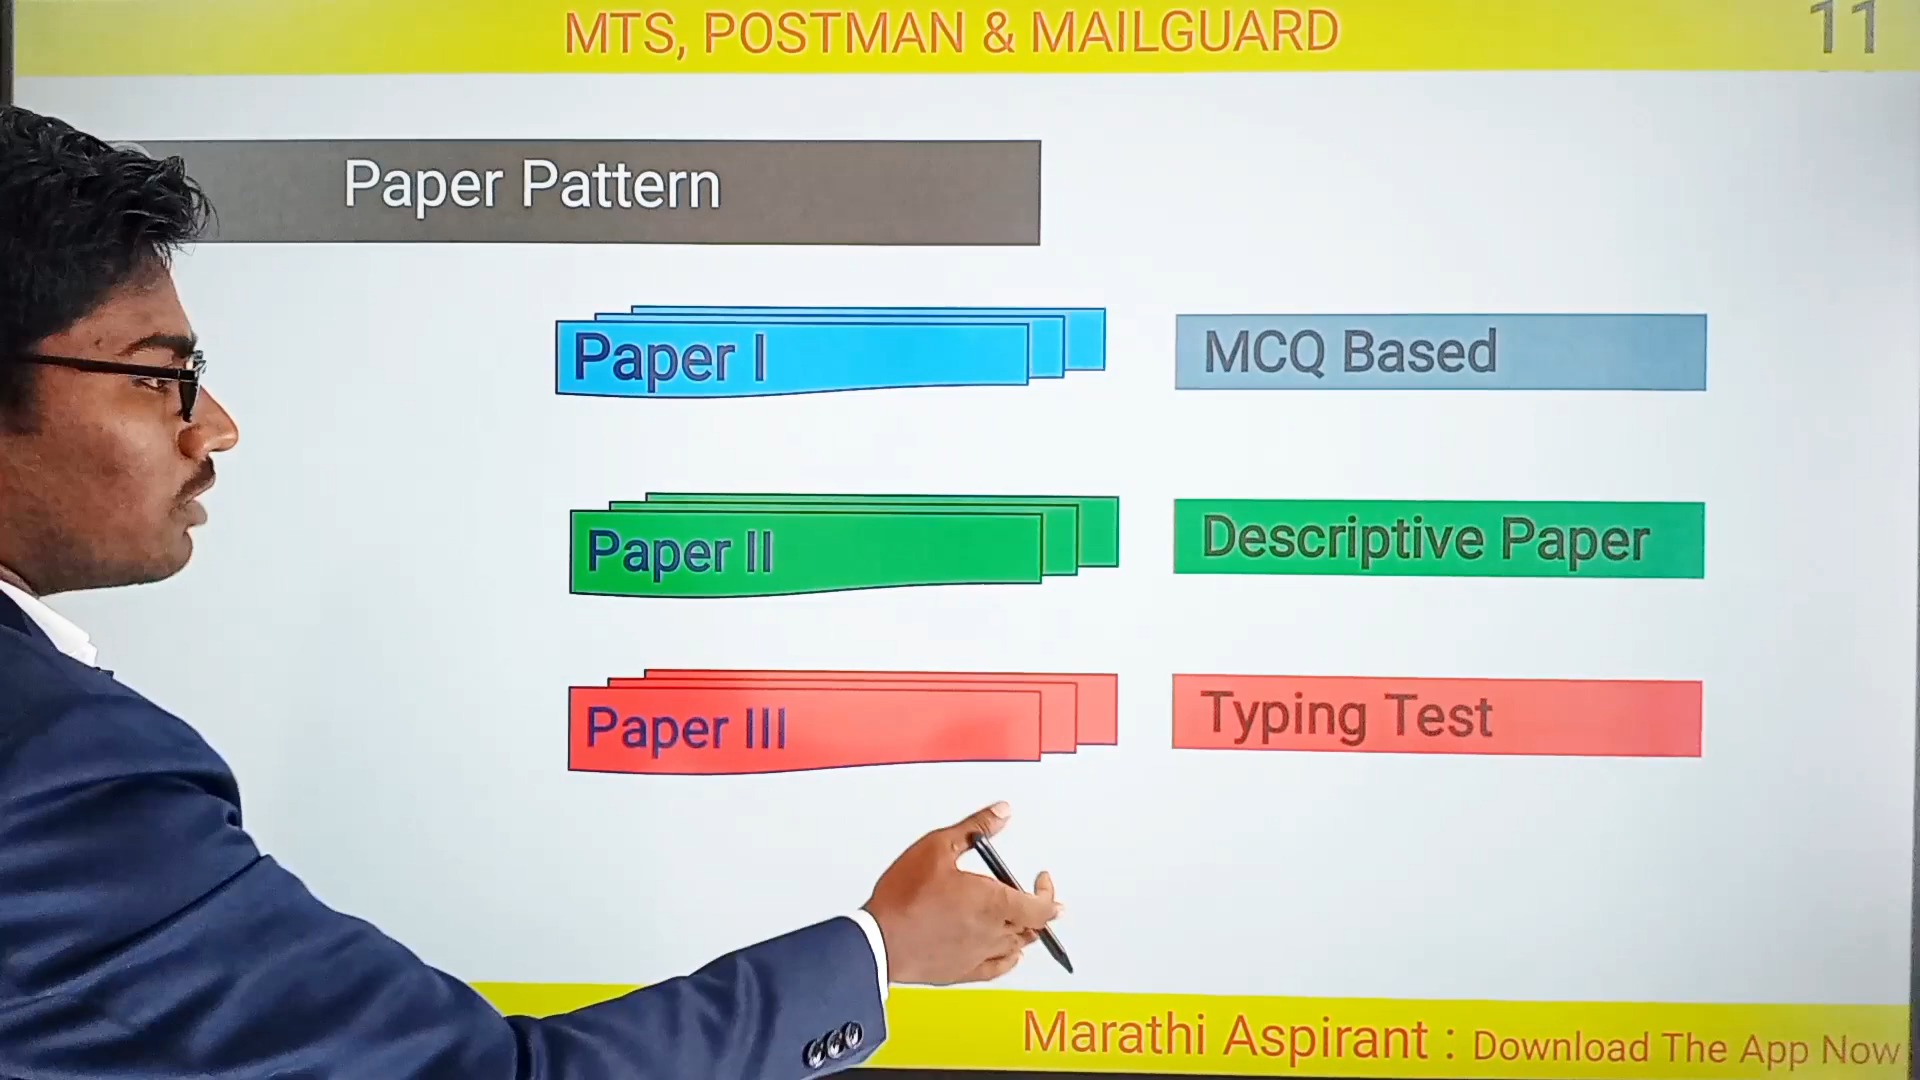 MTS, POSTMAN & MAILGUARD
11
Paper Pattern
Paper I
MCQ Based
Paper II
Descriptive Paper
Paper III
Typing Test
Marathi Aspirant : Download The App Now